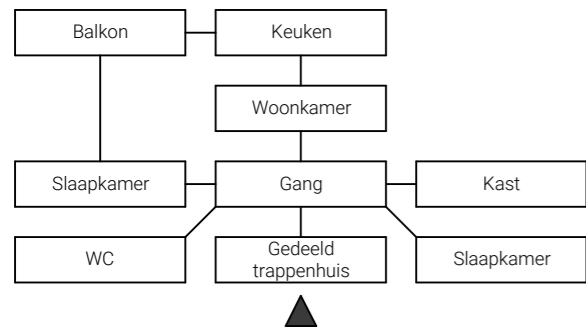 Balkon
Keuken
Woonkamer
Slaapkamer
Gang
Kast
WC
Gedeeld
trappenhuis
Slaapkamer